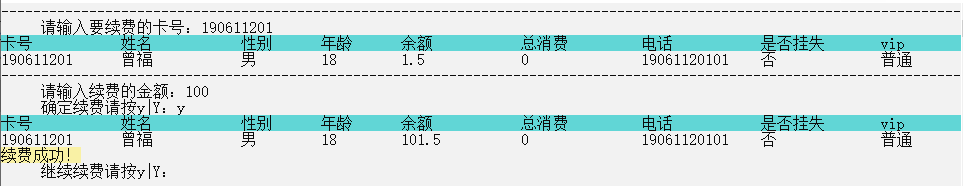 请输入要续费的卡号：190611201
卡号 姓名 性别 年龄 余额 总消费 电话 是否挂失 vip
190611201 曾福 男 18 1.5 0 19061120101 否 普通
请输入续费的金额：100
确定续费请按y|Y：y
卡号 姓名 性别 年龄 余额 总消费 电话 是否挂失 vip
190611201 曾福 男 18 101.5 0 19061120101 否 普通
续费成功！
继续续费请按y|Y：